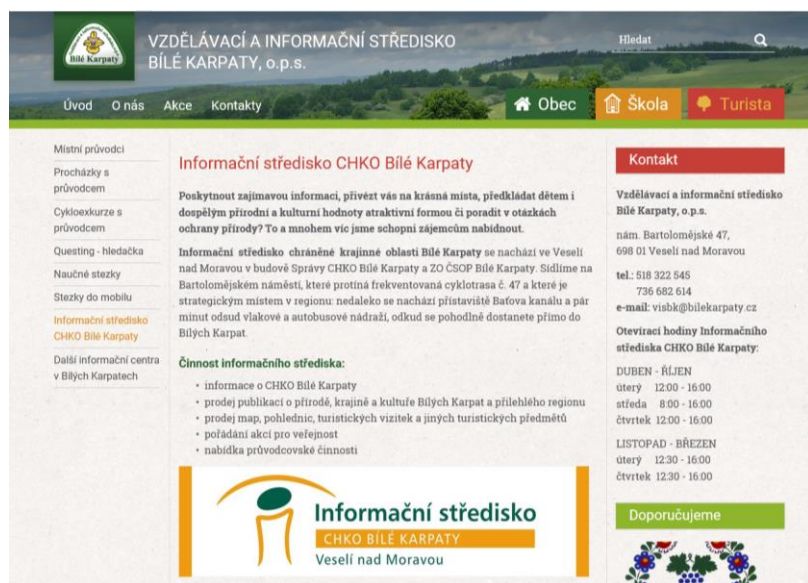 Bílé Karpaty
VZDĚLÁVACÍ A INFORMAČNÍ STŘEDISKO
BÍLÉ KARPATY, o.p.s.
Hledat
Úvod O nás Akce Kontakty
Obec Škola Turista
Místní průvodci
Procházky s
průvodcem
Cykloexkurze s
průvodcem
Questing - hledačka
Naučné stezky
Stezky do mobilu
Informační středisko
CHKO Bílé Karpaty
Další informační centra
v Bílých Karpatech
Informační středisko CHKO Bílé Karpaty
Poskytnout zajímavou informaci, přivézt vás na krásná místa, předkládat dětem i
dospělým přírodní a kulturní hodnoty atraktivní formou či poradit v otázkách
ochrany přírody? To a mnohem víc jsme schopni zájemcům nabídnout.
Informační středisko chráněné krajinné oblasti Bílé Karpaty se nachází ve Veselí
nad Moravou v budově Správy CHKO Bílé Karpaty a ZO ČSOP Bílé Karpaty. Sídlíme na
Bartolomějském náměstí, které protíná frekventovaná cyklotrasa č. 47 a které je
strategickým místem v regionu: nedaleko se nachází přístaviště Baťova kanálu a pár
minut odsud vlakové a autobusové nádraží, odkud se pohodlně dostanete přímo do
Bílých Karpat.
Činnost informačního střediska:
• informace o CHKO Bílé Karpaty
• prodej publikací o přírodě, krajině a kultuře Bílých Karpat a přilehlého regionu
• prodej map, pohlednic, turistických vizitek a jiných turistických předmětů
• pořádání akcí pro veřejnost
• nabídka průvodcovské činnosti
Informační středisko
CHKO BÍLÉ KARPATY
Veselí nad Moravou
Kontakt
Vzdělávací a informační středisko
Bílé Karpaty, o.p.s.
nám. Bartolomějské 47,
698 01 Veselí nad Moravou
tel.: 518 322 545
736 682 614
e-mail: visbk@bilekarpaty.cz
Otevírací hodiny Informačního
střediska CHKO Bílé Karpaty:
DUBEN - ŘÍJEN
úterý 12:00 - 16:00
středa 8:00 - 16:00
čtvrtek 12:00 - 16:00
LISTOPAD - BŘEZEN
úterý 12:30 - 16:00
čtvrtek 12:30 - 16:00
Doporučujeme